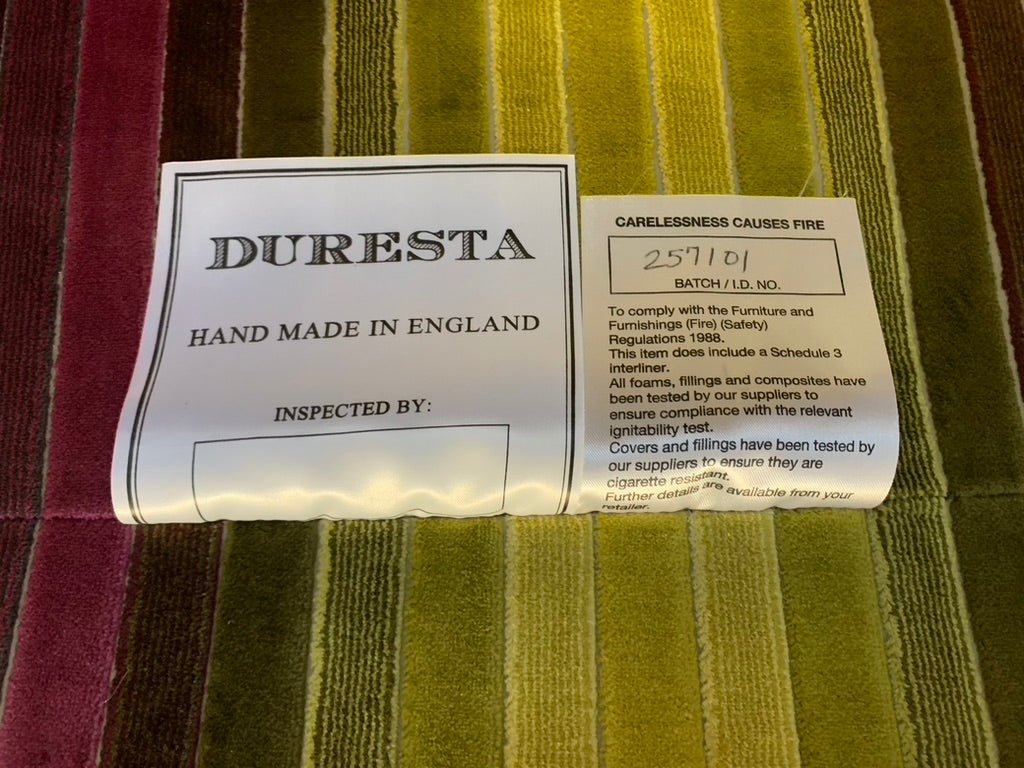 DURESTA
HAND MADE IN ENGLAND
INSPECTED BY:
CARELESSNESS CAUSES FIRE
257101
BATCH / I.D. NO.
To comply with the Furniture and
Furnishings (Fire) (Safety)
Regulations 1988.
This item does include a Schedule 3
interliner.
All foams, fillings and composites have
been tested by our suppliers to
ensure compliance with the relevant
ignitability test.
Covers and fillings have been tested by
our suppliers to ensure they are
cigarette resistant.
Further details are available from your
retailer.